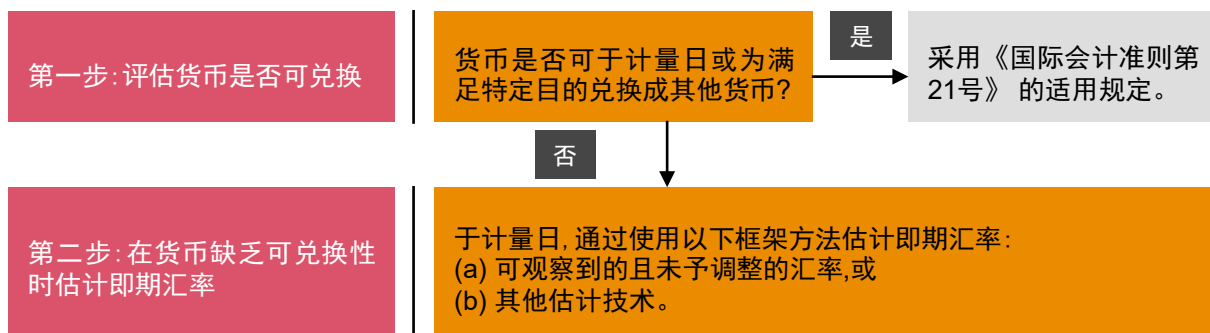 第一步:评估货币是否可兑换
货币是否可于计量日或为满
足特定目的兑换成其他货币?
是
采用《国际会计准则第
21号》 的适用规定。
否
第二步:在货币缺乏可兑换性
时估计即期汇率
于计量日,通过使用以下框架方法估计即期汇率:
(a) 可观察到的且未予调整的汇率,或
(b) 其他估计技术。